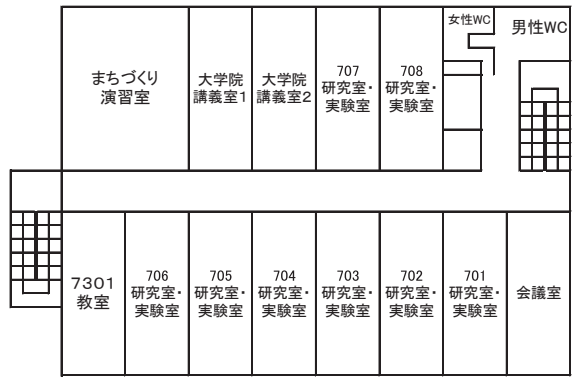 女性WC
男性WC
まちづくり
演習室
大学院
講義室1
大学院
講義室2
707
研究室・
実験室
708
研究室・
実験室
7301
教室
706
研究室・
実験室
705
研究室・
実験室
704
研究室・
実験室
703
研究室・
実験室
702
研究室・
実験室
701
研究室・
実験室
会議室